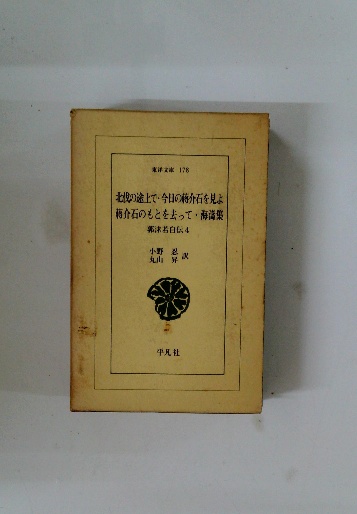 東洋文庫 178
北伐の途上で・今日の蔣介石を見よ
蔣介石のもとを去って・海濤集
郭沫若自伝4
小野 忍
丸山 昇 訳
平凡社